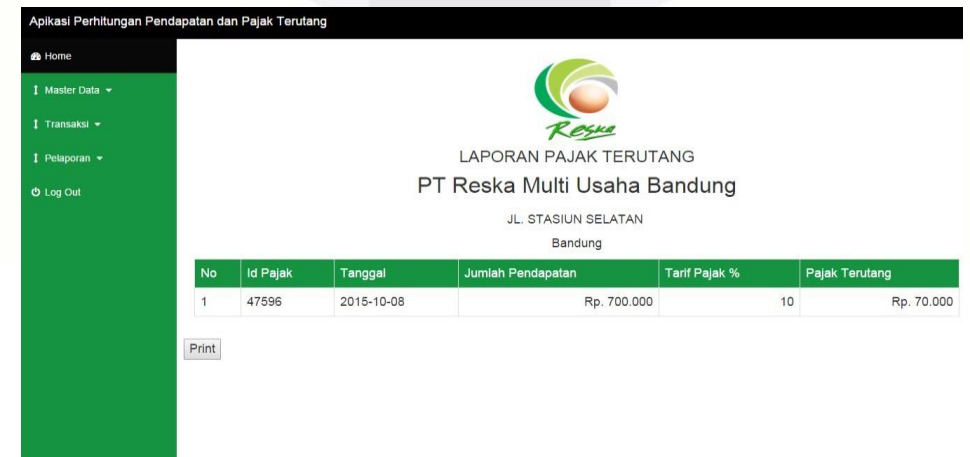 Apikasi Perhitungan Pendapatan dan Pajak Terutang
Home
Master Data
Transaksi
Pelaporan
Log Out
Reska
LAPORAN PAJAK TERUTANG
PT Reska Multi Usaha Bandung
JL. STASIUN SELATAN
Bandung
No Id Pajak Tanggal Jumlah Pendapatan Tarif Pajak % Pajak Terutang
1 47596 2015-10-08 Rp. 700.000 10 Rp. 70.000
Print